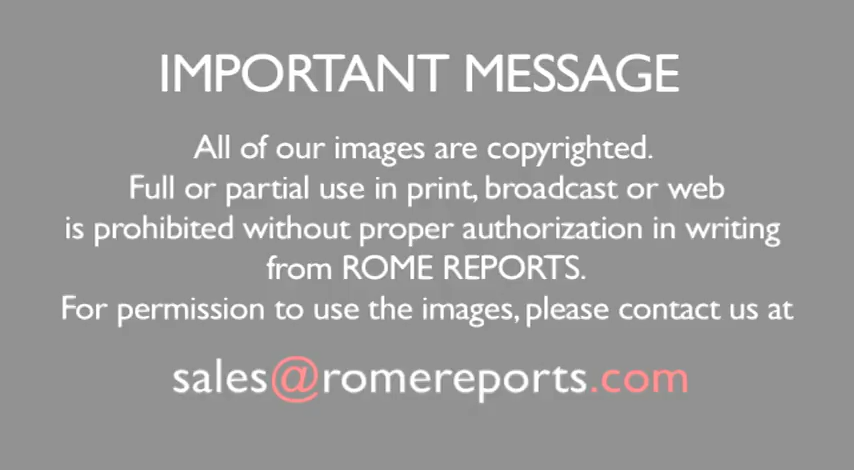 IMPORTANT MESSAGE
All of our images are copyrighted.
Full or partial use in print, broadcast or web
is prohibited without proper authorization in writing
from ROME REPORTS.
For permission to use the images, please contact us at
sales@romereports.com